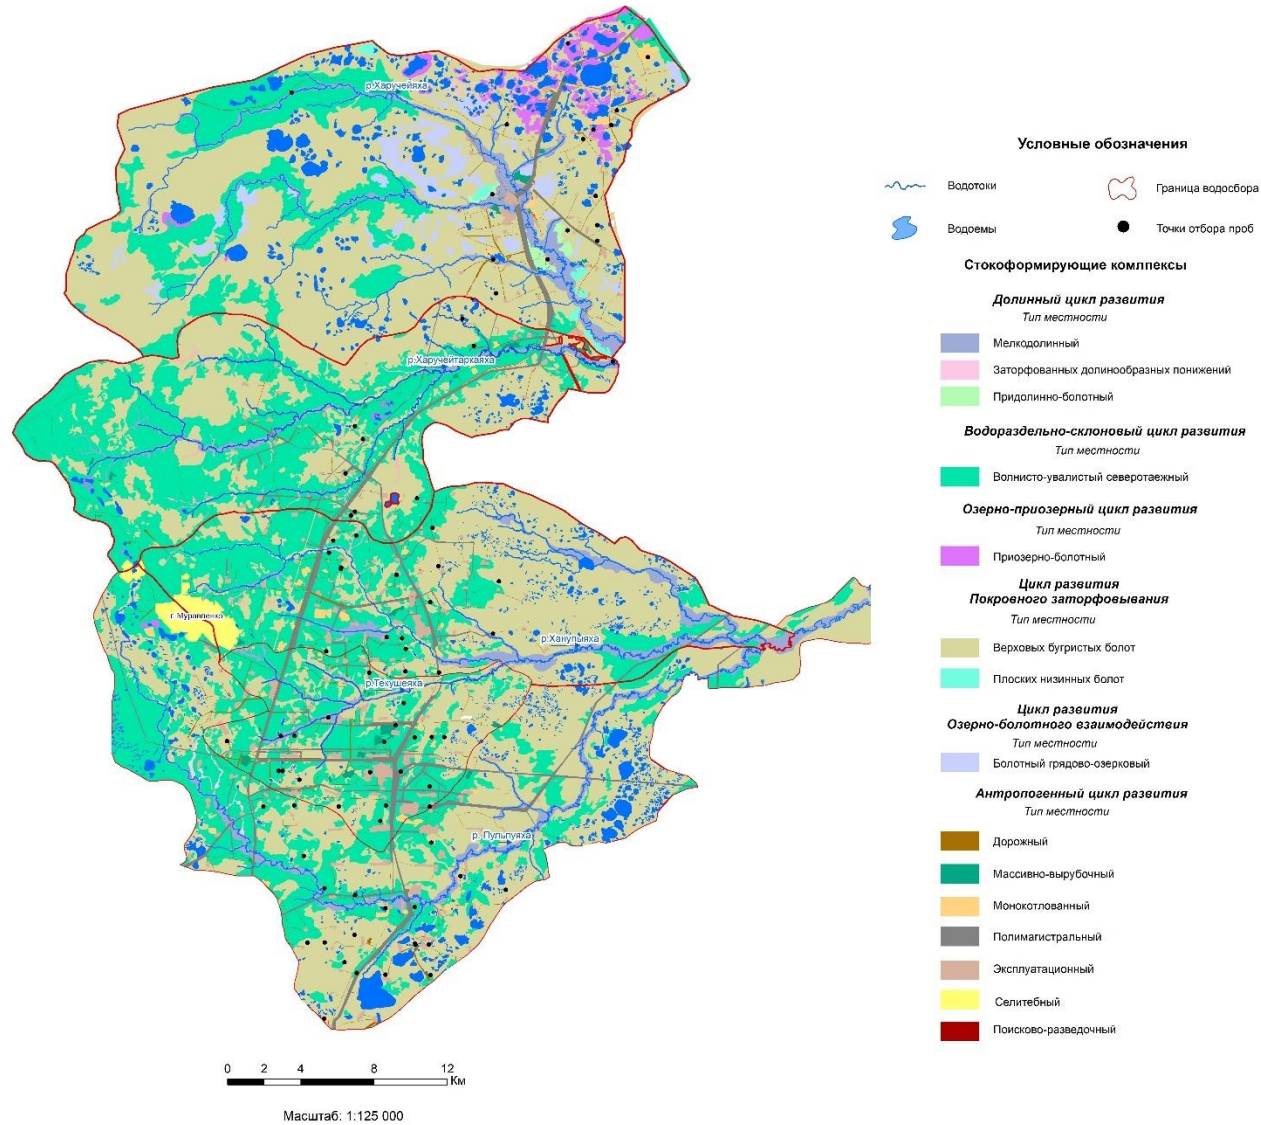 р.Харучейяха
р.Харучейтаркаяха
г.Муравленко
р.Ханупыяха
р.Текушеяха
р. Пульпуяха
0 2 4 8 12
Км
Масштаб: 1:125 000
Условные обозначения
Водотоки
Граница водосбора
Водоемы
Точки отбора проб
Стокоформирующие комлпексы
Долинный цикл развития
Тип местности
Мелкодолинный
Заторфованных долинообразных понижений
Придолинно-болотный
Водораздельно-склоновый цикл развития
Тип местности
Волнисто-увалистый северотаежный
Озерно-приозерный цикл развития
Тип местности
Приозерно-болотный
Цикл развития
Покровного заторфовывания
Тип местности
Верховых бугристых болот
Плоских низинных болот
Цикл развития
Озерно-болотного взаимодействия
Тип местности
Болотный грядово-озерковый
Антропогенный цикл развития
Тип местности
Дорожный
Массивно-вырубочный
Монокотлованный
Полимагистральный
Эксплуатационный
Селитебный
Поисково-разведочный